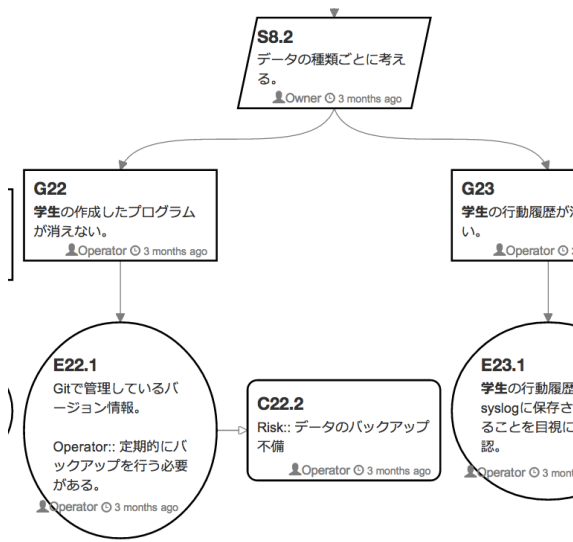 S8.2
データの種類ごとに考え
る。
Owner 3 months ago
G22
学生の作成したプログラム
が消えない。
Operator 3 months ago
G23
学生の行動履歴が
い。
Operator
E22.1
Gitで管理しているバ
ージョン情報。
Operator:: 定期的にバ
ックアップを行う必要
がある。
Operator 3 months ago
C22.2
Risk:: データのバックアップ
不備
Operator 3 months ago
E23.1
学生の行動履歴
syslogに保存さ
ることを目視に
認。
Operator 3 mont